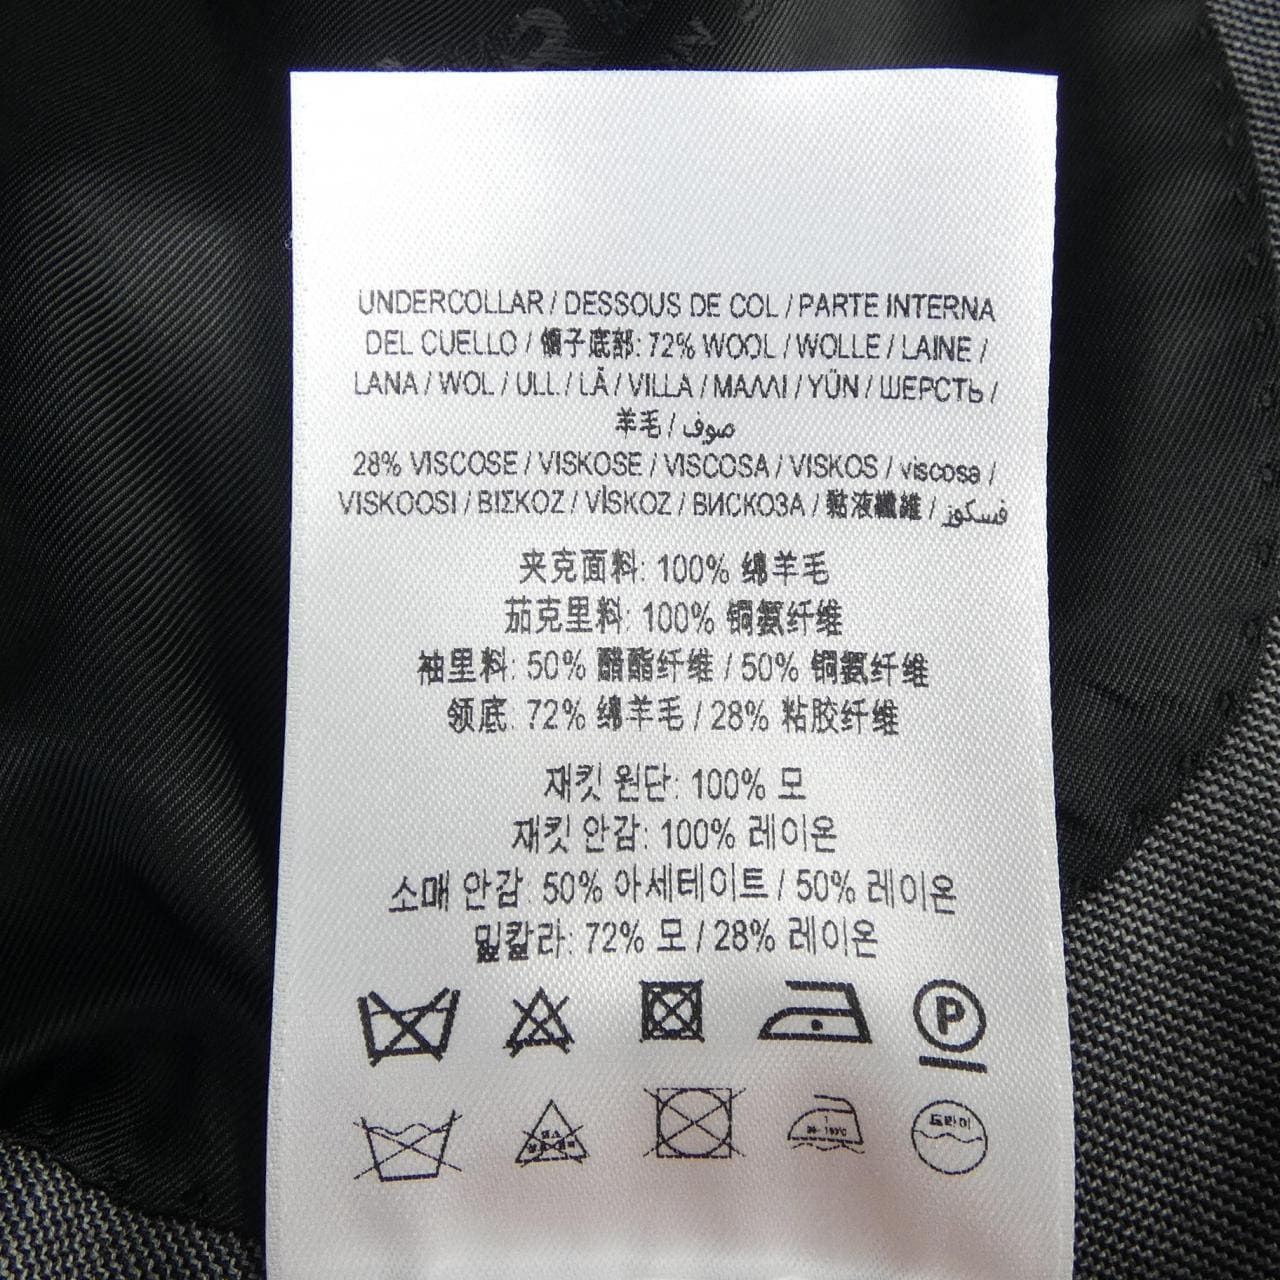 UNDERCOLLAR / DESSOUS DE COL / PARTE INTERNA
DEL CUELLO / 領子底部: 72% WOOL / WOLLE / LAINE /
LANA / WOL / ULL / LÃ / VILLA / ΜΑΛΛΙ / YÜN / ШЕРСТЬ /
羊毛 / صوف
28% VISCOSE / VISKOSE / VISCOSA / VISKOS / viscosa /
VISKOOSI / ΒΙΣΚΟΖ / VİSKOZ / ВИСКОЗА / 黏液纖維 / فسكوز
夹克面料: 100% 绵羊毛
茄克里料: 100% 铜氨纤维
袖里料: 50% 醋酯纤维 / 50% 铜氨纤维
领底: 72% 绵羊毛 / 28% 粘胶纤维
재킷 원단: 100% 모
재킷 안감: 100% 레이온
소매 안감: 50% 아세테이트 / 50% 레이온
밑칼라: 72% 모 / 28% 레이온
P
드라이